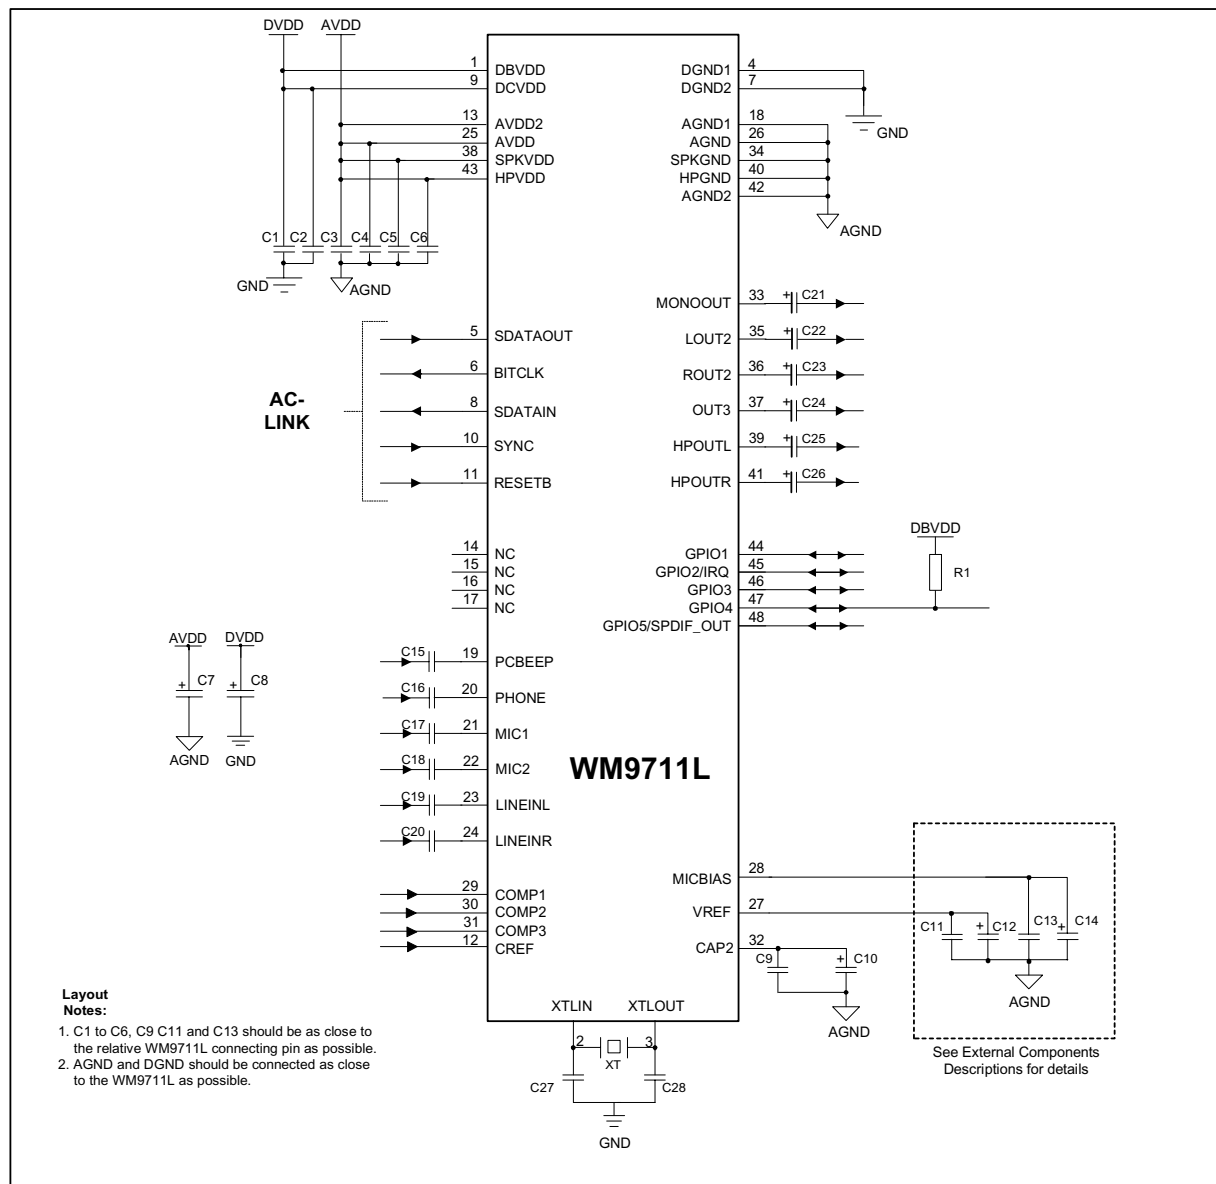 DVDD AVDD
1 DBVDD DGND1 4
9 DCVDD DGND2 7
GND
13 AVDD2 AGND1 18
25 AVDD AGND 26
38 SPKVDD SPKGND 34
43 HPVDD HPGND 40
AGND2 42
AGND
C1 C2 C3 C4 C5 C6
GND AGND
MONOOUT 33 + C21
5 SDATAOUT LOUT2 35 + C22
6 BITCLK ROUT2 36 + C23
AC-
LINK
8 SDATAIN OUT3 37 + C24
10 SYNC HPOUTL 39 + C25
11 RESETB HPOUTR 41 + C26
DBVDD
R1
14 NC GPIO1 44
15 NC GPIO2/IRQ 45
16 NC GPIO3 46
17 NC GPIO4 47
GPIO5/SPDIF_OUT 48
AVDD DVDD
+ C7 + C8
AGND GND
C15 19 PCBEEP
C16 20 PHONE
C17 21 MIC1
C18 22 MIC2
C19 23 LINEINL
C20 24 LINEINR
WM9711L
29 COMP1
30 COMP2
31 COMP3
12 CREF
MICBIAS 28
VREF 27
CAP2 32
C9 + C10
AGND
C11 + C12 C13 + C14
AGND
See External Components
Descriptions for details
XTLIN XTLOUT
2 3
XT
C27 C28
GND
Layout
Notes:
1. C1 to C6, C9 C11 and C13 should be as close to
the relative WM9711L connecting pin as possible.
2. AGND and DGND should be connected as close
to the WM9711L as possible.